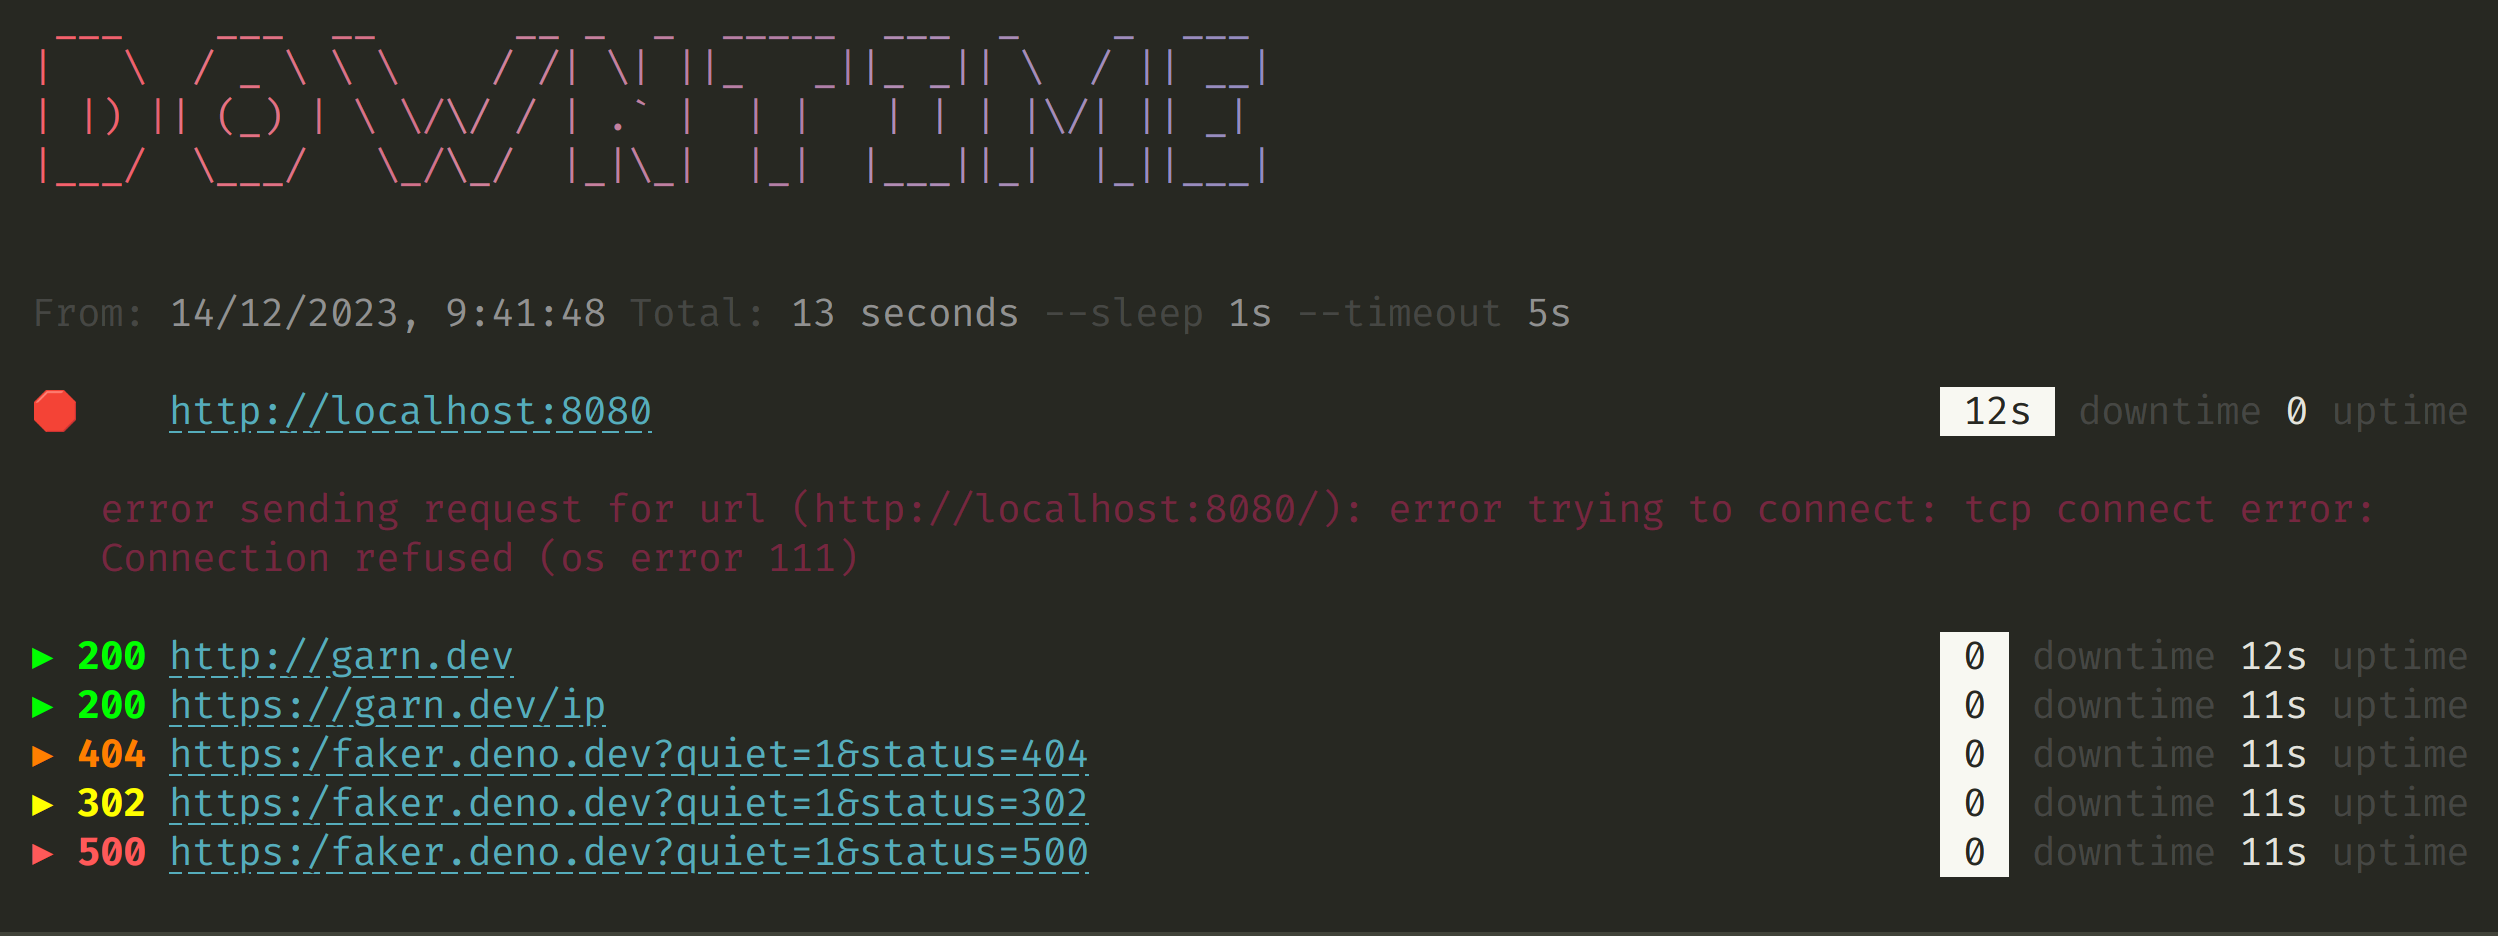 DOWNTIME
From: 14/12/2023, 9:41:48 Total: 13 seconds --sleep 1s --timeout 5s
http://localhost:8080 12s downtime 0 uptime
error sending request for url (http://localhost:8080/): error trying to connect: tcp connect error:
Connection refused (os error 111)
▶ 200 http://garn.dev 0 downtime 12s uptime
▶ 200 https://garn.dev/ip 0 downtime 11s uptime
▶ 404 https:/faker.deno.dev?quiet=1&status=404 0 downtime 11s uptime
▶ 302 https:/faker.deno.dev?quiet=1&status=302 0 downtime 11s uptime
▶ 500 https:/faker.deno.dev?quiet=1&status=500 0 downtime 11s uptime